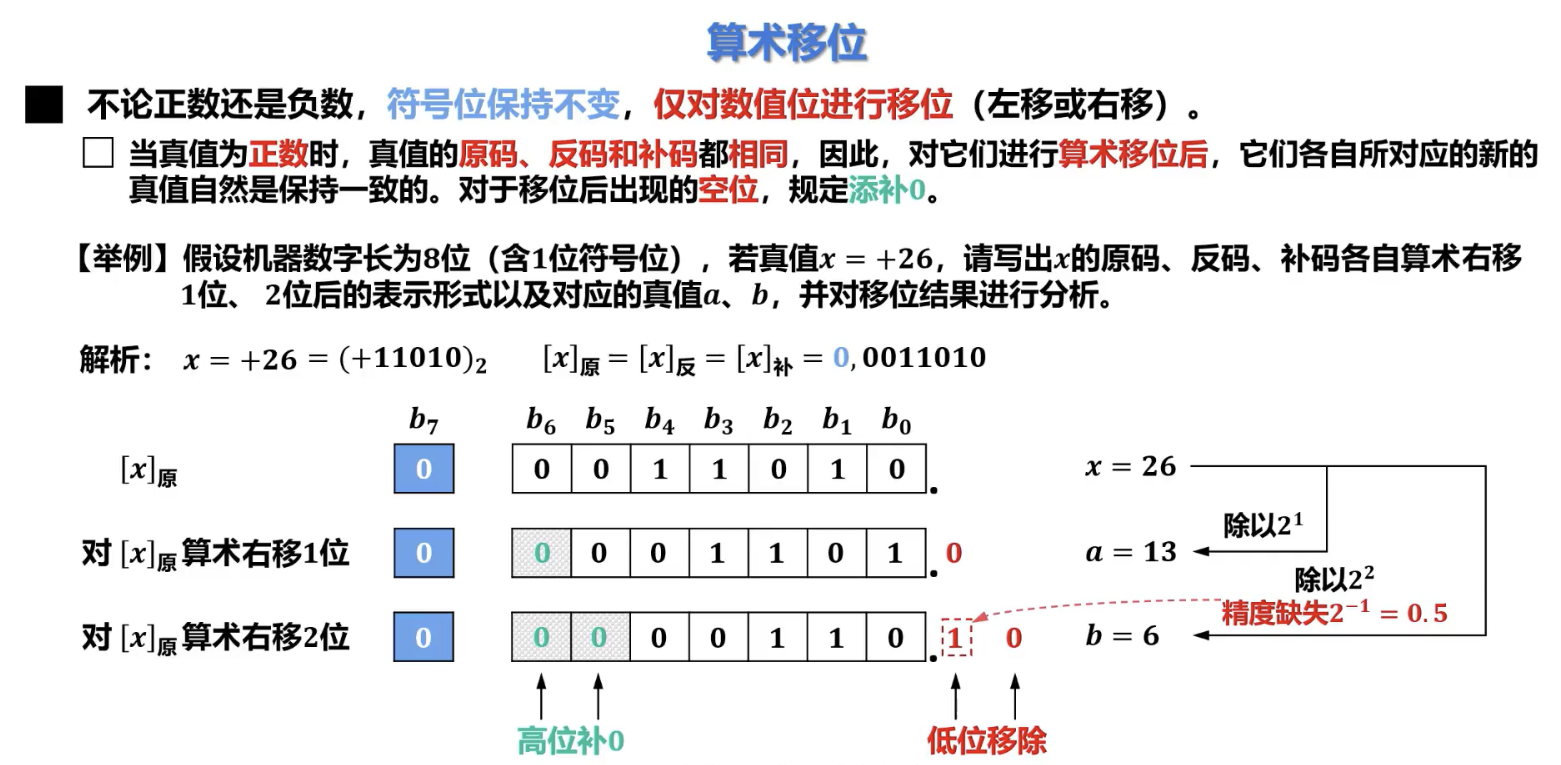 算术移位
不论正数还是负数，符号位保持不变，仅对数值位进行移位（左移或右移）。
当真值为正数时，真值的原码、反码和补码都相同，因此，对它们进行算术移位后，它们各自所对应的新的
真值自然是保持一致的。对于移位后出现的空位，规定添补0。
【举例】假设机器数字长为8位（含1位符号位），若真值x = +26，请写出x的原码、反码、补码各自算术右移
1位、 2位后的表示形式以及对应的真值a、b，并对移位结果进行分析。
解析： x = +26 = (+11010)₂ [x]原 = [x]反 = [x]补 = 0, 0011010
b₇ b₆ b₅ b₄ b₃ b₂ b₁ b₀
[x]原 0 0 0 1 1 0 1 0 . x = 26
除以2¹
对 [x]原 算术右移1位 0 0 0 0 1 1 0 1 . 0 a = 13
除以2²
精度缺失2⁻¹ = 0.5
对 [x]原 算术右移2位 0 0 0 0 0 1 1 0 . 1 0 b = 6
高位补0 低位移除